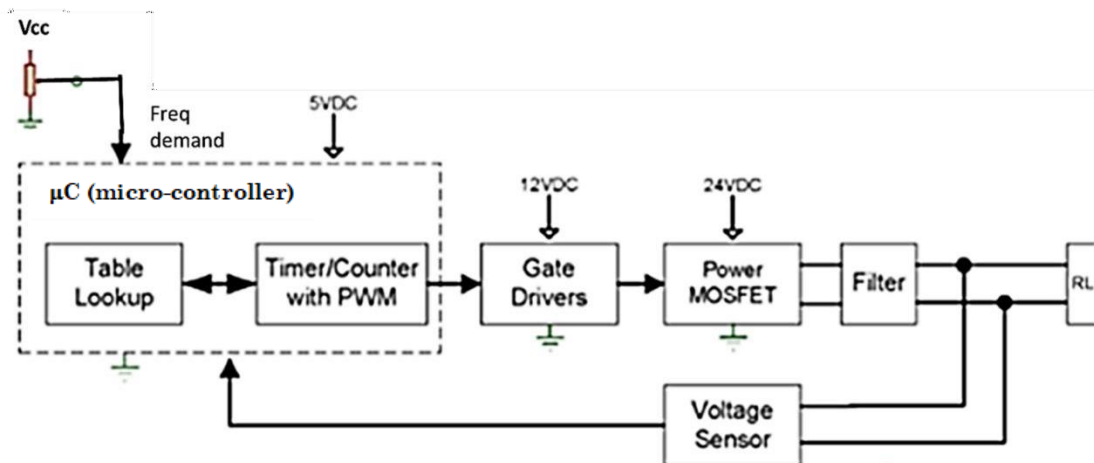 Vcc
Freq
demand
5VDC
µC (micro-controller)
12VDC
24VDC
Table
Lookup
Timer/Counter
with PWM
Gate
Drivers
Power
MOSFET
Filter
RL
Voltage
Sensor